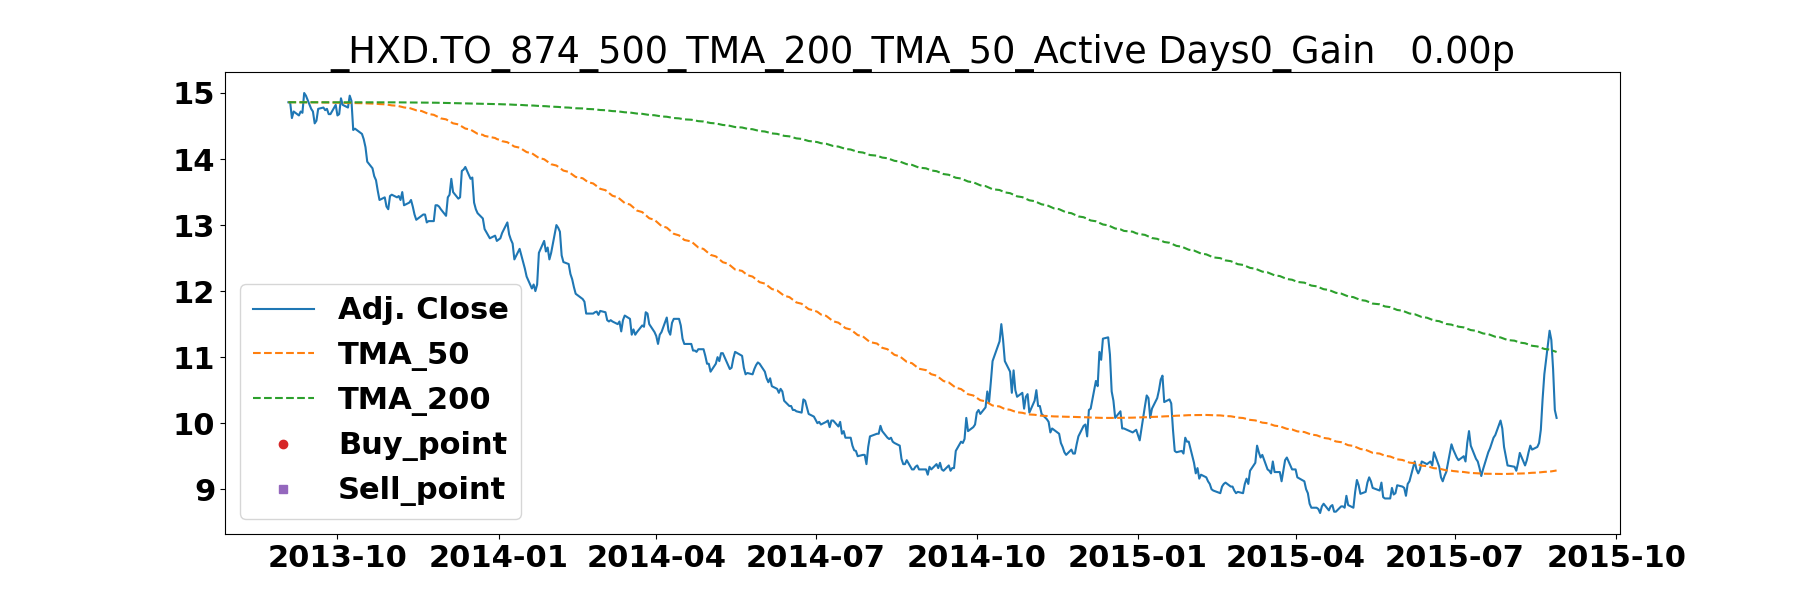 _HXD.TO_874_500_TMA_200_TMA_50_Active Days0_Gain   0.00p
15
14
13
12
11
10
9
Adj. Close
TMA_50
TMA_200
Buy_point
Sell_point
2013-10 2014-01 2014-04 2014-07 2014-10 2015-01 2015-04 2015-07 2015-10